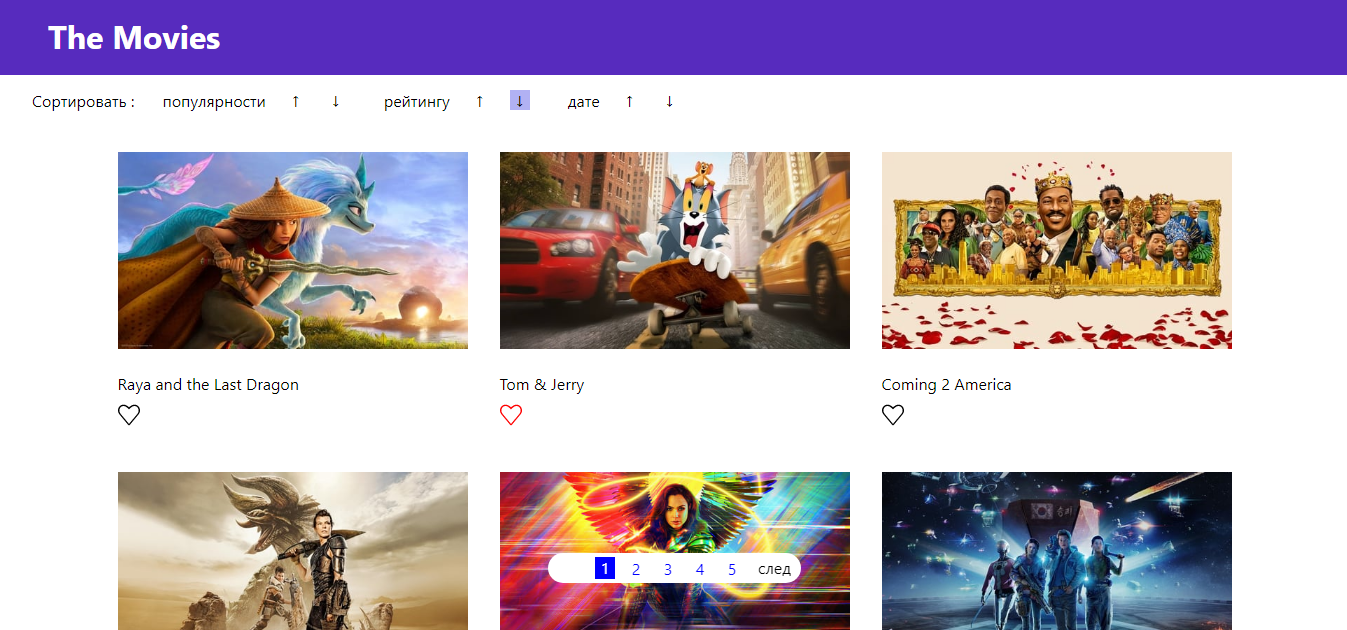 The Movies
Сортировать : популярности ↑ ↓ рейтингу ↑ ↓ дате ↑ ↓
Raya and the Last Dragon
Tom & Jerry
Coming 2 America
1 2 3 4 5 след